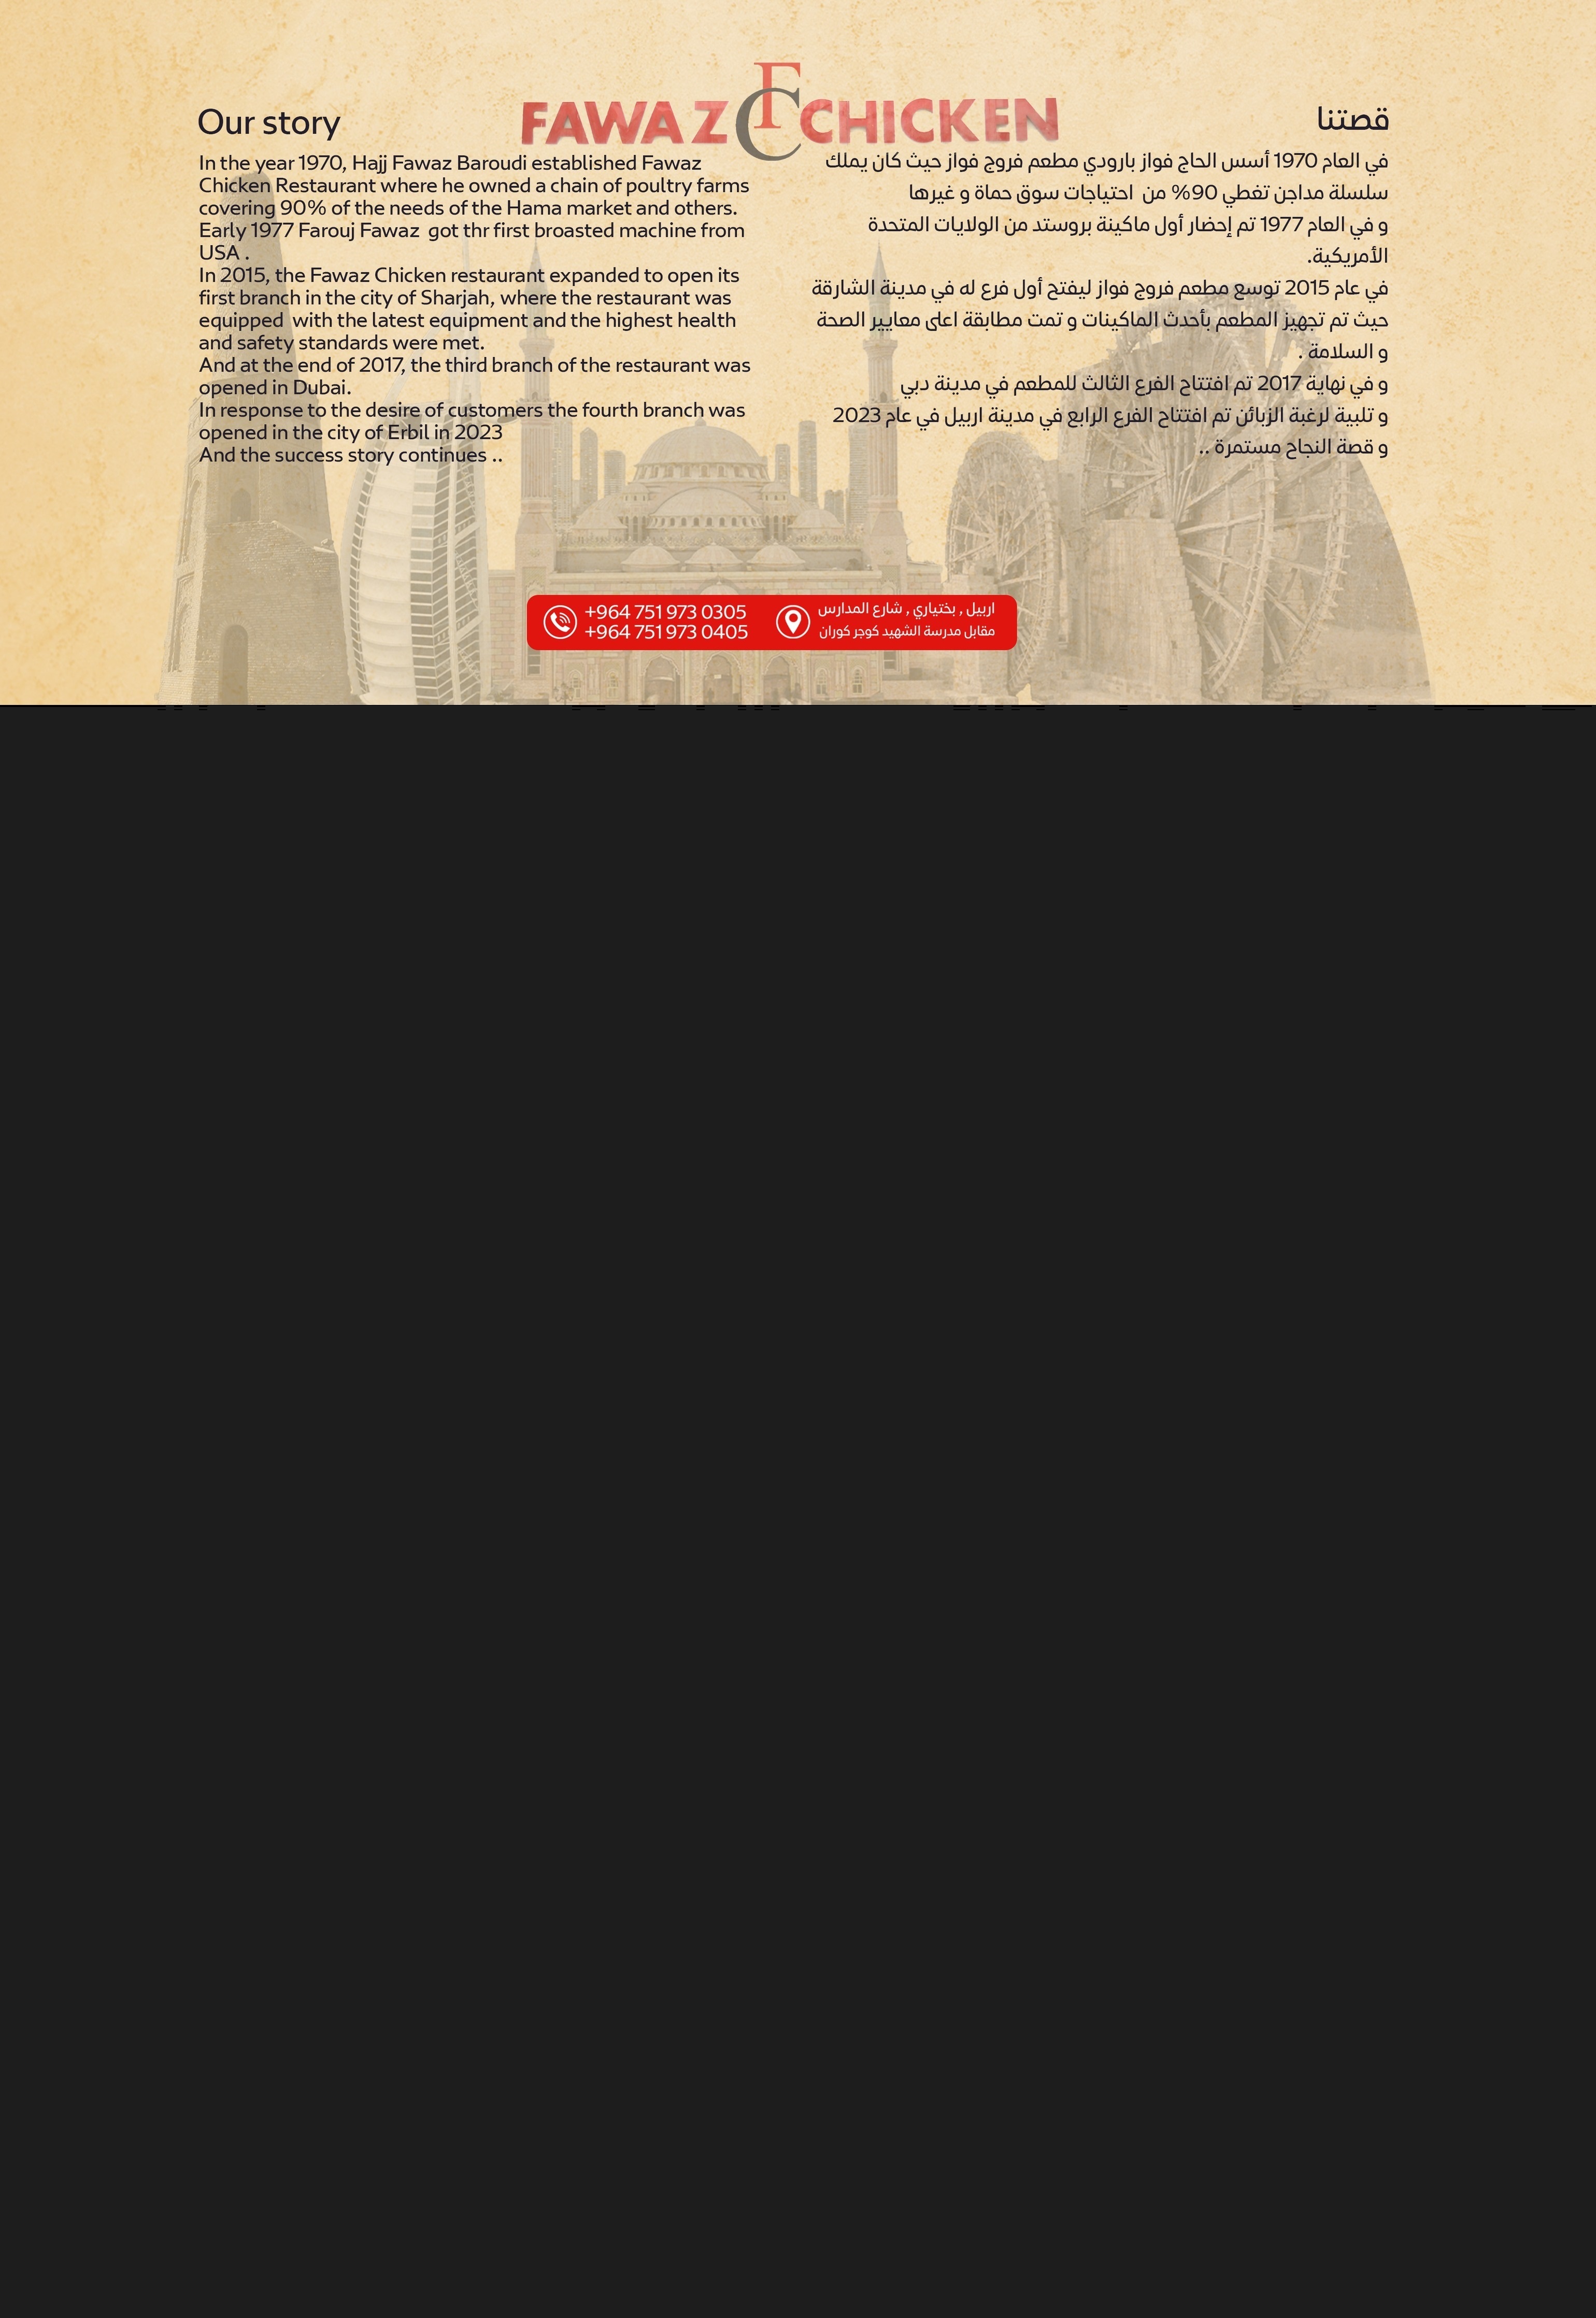 FAWAZ FC CHICKEN
Our story
In the year 1970, Hajj Fawaz Baroudi established Fawaz
Chicken Restaurant where he owned a chain of poultry farms
covering 90% of the needs of the Hama market and others.
Early 1977 Farouj Fawaz  got thr first broasted machine from
USA .
In 2015, the Fawaz Chicken restaurant expanded to open its
first branch in the city of Sharjah, where the restaurant was
equipped  with the latest equipment and the highest health
and safety standards were met.
And at the end of 2017, the third branch of the restaurant was
opened in Dubai.
In response to the desire of customers the fourth branch was
opened in the city of Erbil in 2023
And the success story continues ..
قصتنا
في العام 1970 أسس الحاج فواز بارودي مطعم فروج فواز حيث كان يملك
سلسلة مداجن تغطي 90% من  احتياجات سوق حماة و غيرها
و في العام 1977 تم إحضار أول ماكينة بروستد من الولايات المتحدة
الأمريكية.
في عام 2015 توسع مطعم فروج فواز ليفتح أول فرع له في مدينة الشارقة
حيث تم تجهيز المطعم بأحدث الماكينات و تمت مطابقة اعلى معايير الصحة
و السلامة .
و في نهاية 2017 تم افتتاح الفرع الثالث للمطعم في مدينة دبي
و تلبية لرغبة الزبائن تم افتتاح الفرع الرابع في مدينة اربيل في عام 2023
و قصة النجاح مستمرة ..
+964 751 973 0305
+964 751 973 0405
اربيل , بختياري , شارع المدارس
مقابل مدرسة الشهيد كوجر كوران